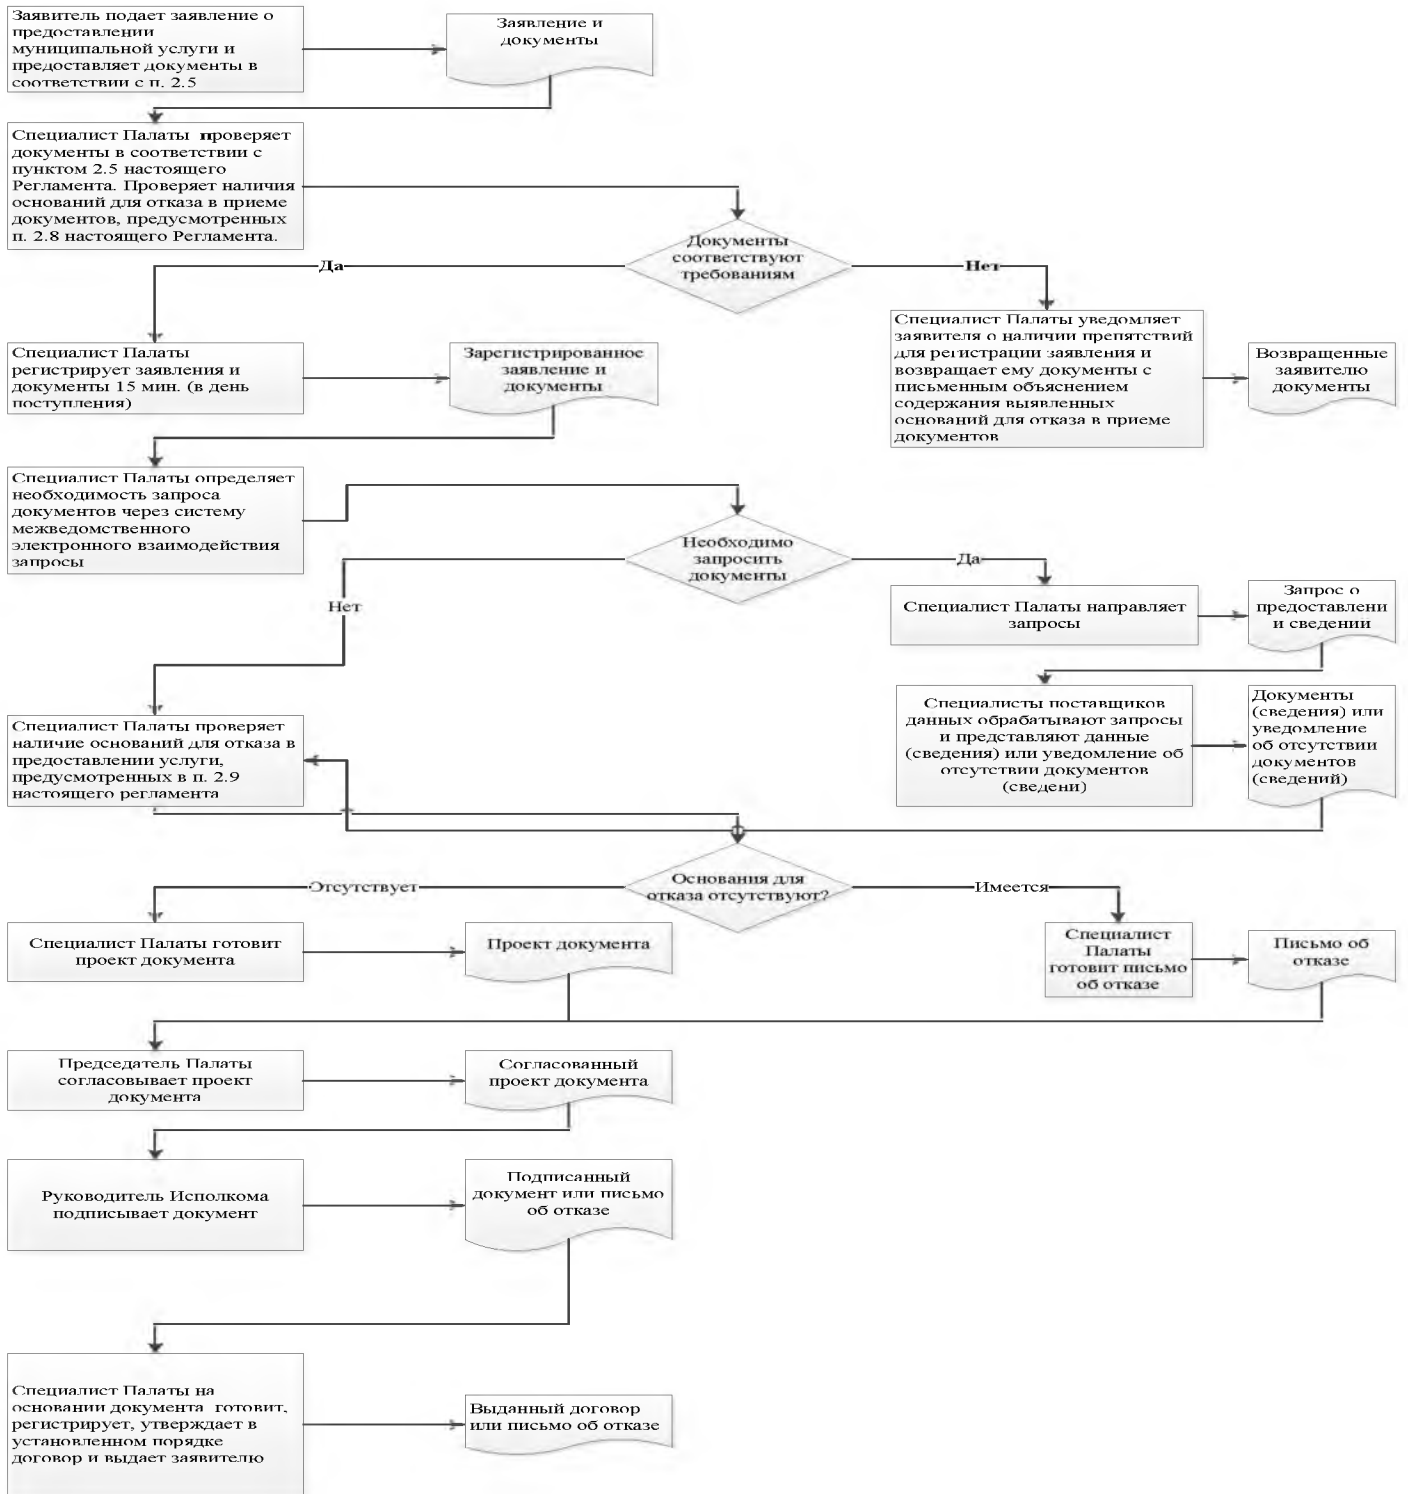 Заявитель подает заявление о
предоставлении
муниципальной услуги и
предоставляет документы в
соответствии с п. 2.5
Заявление и
документы
Специалист Палаты проверяет
документы в соответствии с
пунктом 2.5 настоящего
Регламента. Проверяет наличия
оснований для отказа в приеме
документов, предусмотренных
п. 2.8 настоящего Регламента.
Документы
соответствуют
требованиям
Да
Нет
Специалист Палаты
регистрирует заявления и
документы 15 мин. (в день
поступления)
Зарегистрированное
заявление и
документы
Специалист Палаты уведомляет
заявителя о наличии препятствий
для регистрации заявления и
возвращает ему документы с
письменным объяснением
содержания выявленных
оснований для отказа в приеме
документов
Возвращенные
заявителю
документы
Специалист Палаты определяет
необходимость запроса
документов через систему
межведомственного
электронного взаимодействия
запросы
Необходимо
запросить
документы
Да
Нет
Специалист Палаты направляет
запросы
Запрос о
предоставлени
и сведении
Специалисты поставщиков
данных обрабатывают запросы
и представляют данные
(сведения) или уведомление об
отсутствии документов
(сведени)
Документы
(сведения) или
уведомление
об отсутствии
документов
(сведений)
Специалист Палаты проверяет
наличие оснований для отказа в
предоставлении услуги,
предусмотренных в п. 2.9
настоящего регламента
Основания для
отказа отсутствуют?
Отсутствует
Имеется
Специалист Палаты готовит
проект документа
Проект документа
Специалист
Палаты
готовит письмо
об отказе
Письмо об
отказе
Председатель Палаты
согласовывает проект
документа
Согласованный
проект документа
Руководитель Исполкома
подписывает документ
Подписанный
документ или письмо
об отказе
Специалист Палаты на
основании документа готовит,
регистрирует, утверждает в
установленном порядке
договор и выдает заявителю
Выданный договор
или письмо об отказе